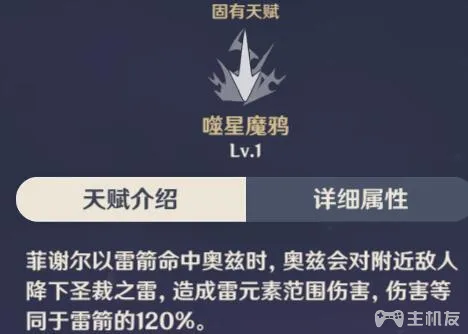 固有天赋
噬星魔鸦
Lv.1
天赋介绍
详细属性
菲谢尔以雷箭命中奥兹时，奥兹会对附近敌人
降下圣裁之雷，造成雷元素范围伤害，伤害等
同于雷箭的120%。
主机友